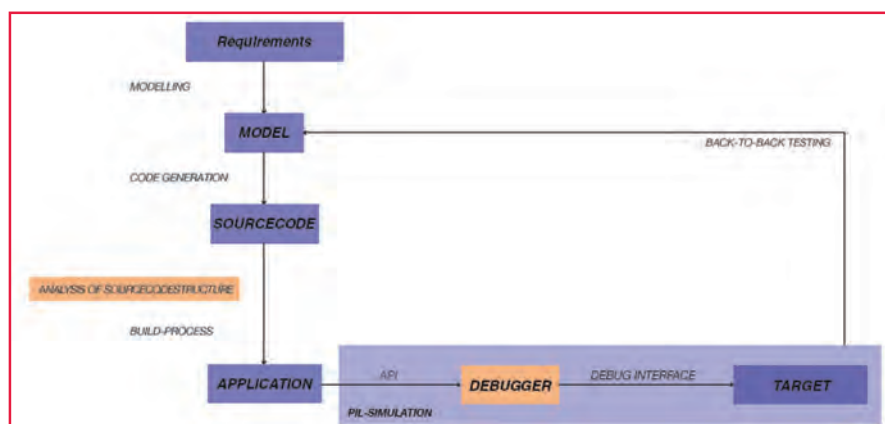 Requirements
MODELLING
MODEL
BACK-TO-BACK TESTING
CODE GENERATION
SOURCECODE
ANALYSIS OF SOURCECODESTRUCTURE
BUILD-PROCESS
APPLICATION
API
DEBUGGER
DEBUG INTERFACE
TARGET
PIL-SIMULATION